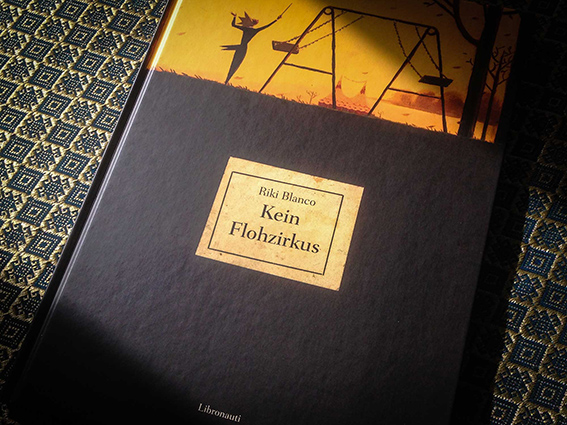 Riki Blanco
Kein
Flohzirkus
Libronauti